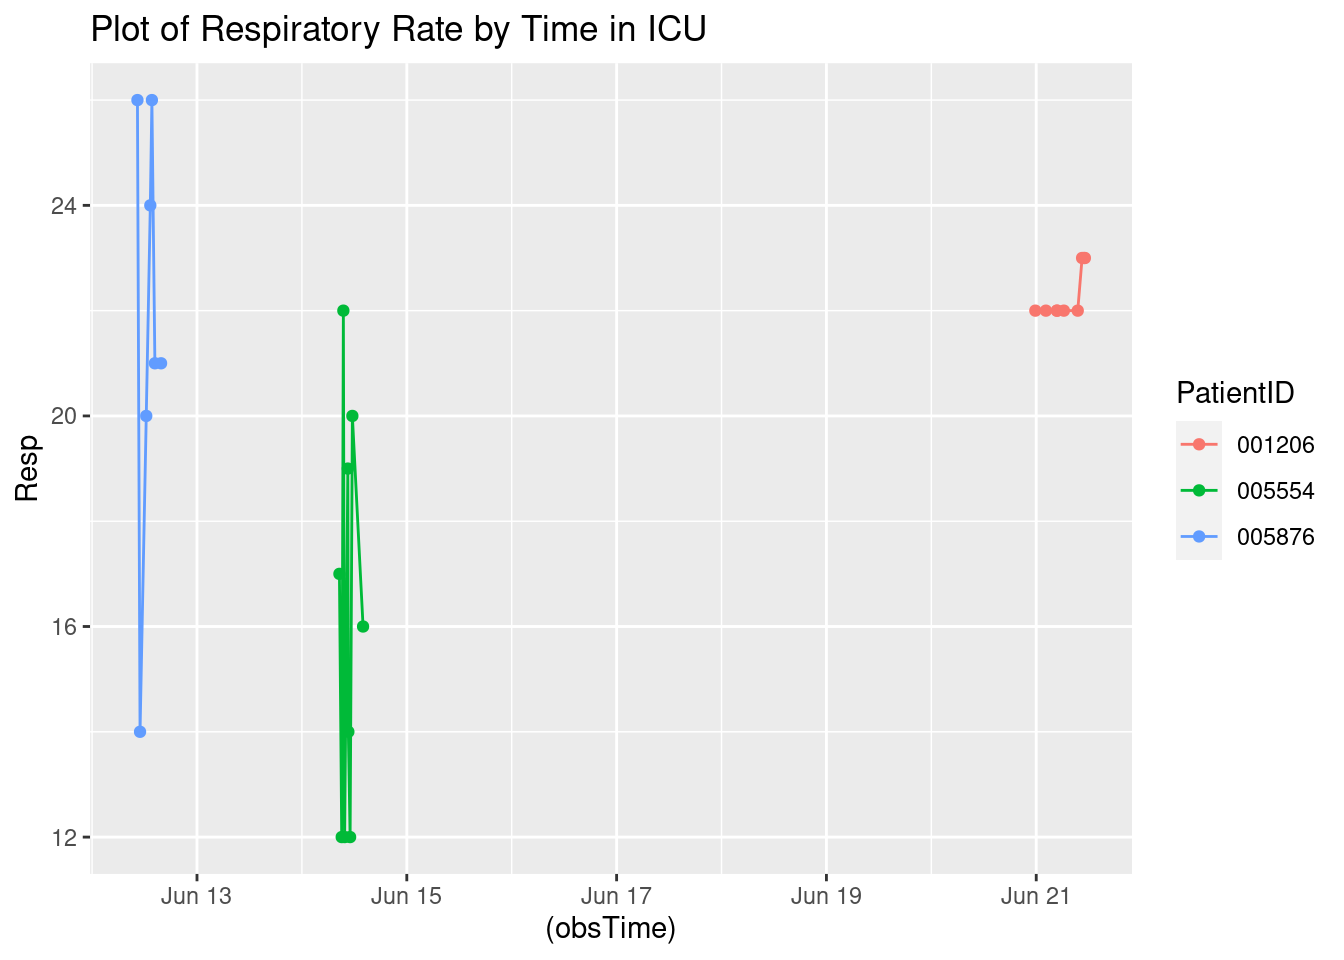 Plot of Respiratory Rate by Time in ICU
24
20
16
12
Resp
Jun 13
Jun 15
Jun 17
Jun 19
Jun 21
(obsTime)
PatientID
001206
005554
005876